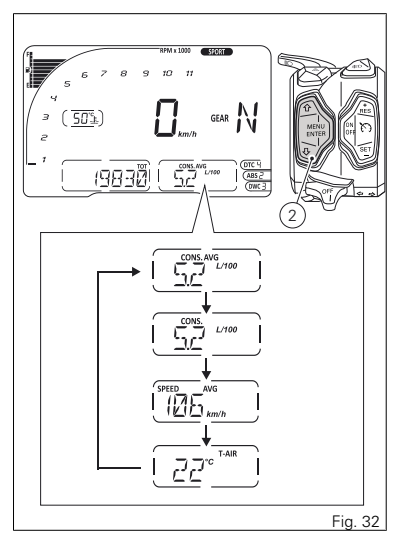 RPM x 1000 SPORT
F
E
1 2 3 4 5 6 7 8 9 10 11
50°c
0 km/h
GEAR N
TOT
19830
CONS. AVG
5.2 L/100
DTC 4
ABS 2
DWC 3
MENU
ENTER
RES
ON
OFF
SET
OFF
2
CONS. AVG
5.2 L/100
CONS.
5.2 L/100
SPEED AVG
106 km/h
T-AIR
22 °C
Fig. 32